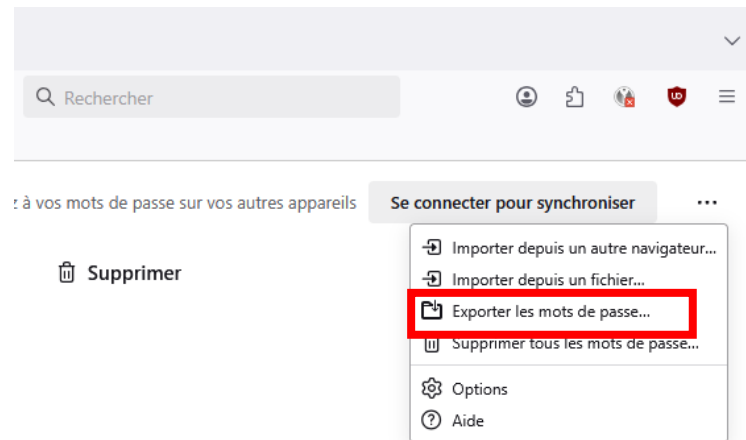 Rechercher
à vos mots de passe sur vos autres appareils
Se connecter pour synchroniser
Supprimer
Importer depuis un autre navigateur...
Importer depuis un fichier...
Exporter les mots de passe...
Supprimer tous les mots de passe...
Options
Aide